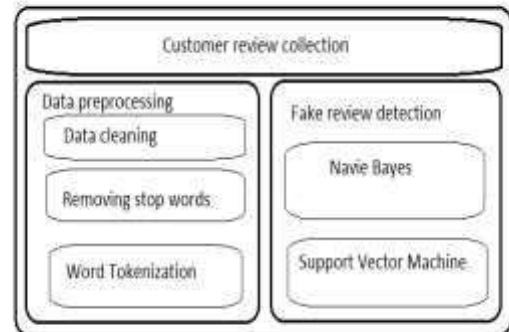 Customer review collection
Data preprocessing
Data cleaning
Removing stop words
Word Tokenization
Fake review detection
Navie Bayes
Support Vector Machine